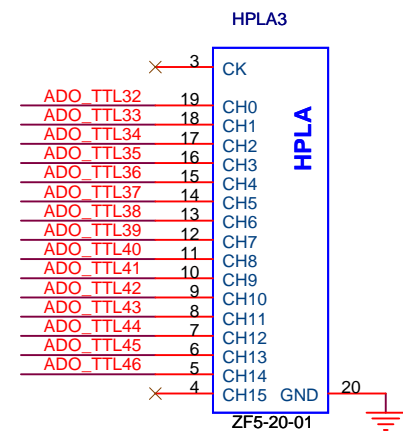 HPLA3
3 CK
ADO_TTL32 19 CH0
ADO_TTL33 18 CH1
ADO_TTL34 17 CH2
ADO_TTL35 16 CH3
ADO_TTL36 15 CH4
ADO_TTL37 14 CH5
ADO_TTL38 13 CH6
ADO_TTL39 12 CH7
ADO_TTL40 11 CH8
ADO_TTL41 10 CH9
ADO_TTL42 9 CH10
ADO_TTL43 8 CH11
ADO_TTL44 7 CH12
ADO_TTL45 6 CH13
ADO_TTL46 5 CH14
4 CH15 GND 20
HPLA
ZF5-20-01